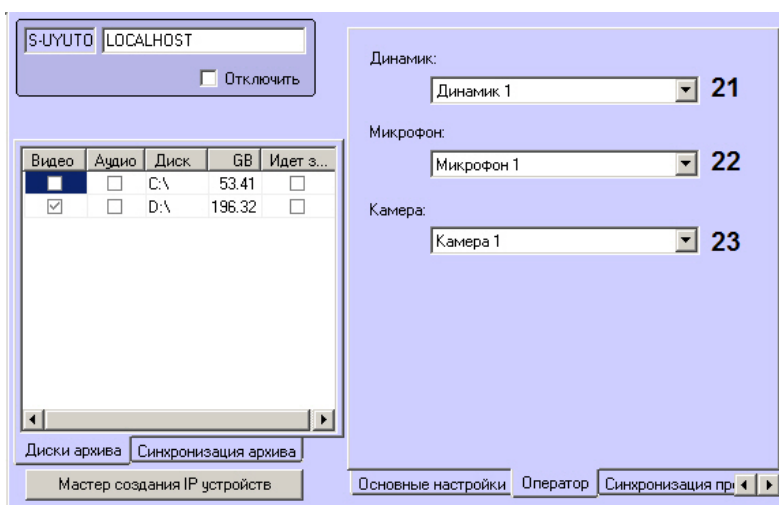 S-UYUTO LOCALHOST
Отключить
Видео Аудио Диск GB Идет з...
C:\ 53.41
D:\ 196.32
Диски архива Синхронизация архива
Мастер создания IP устройств
Динамик:
Динамик 1 21
Микрофон:
Микрофон 1 22
Камера:
Камера 1 23
Основные настройки Оператор Синхронизация